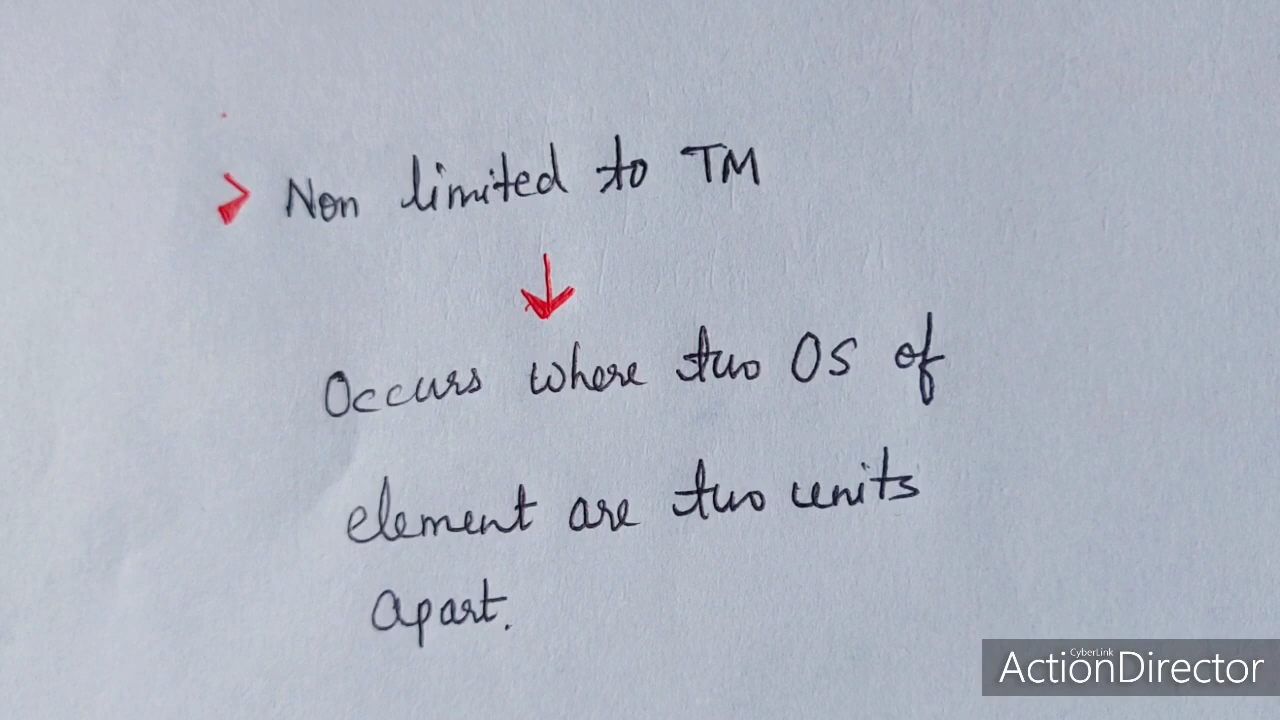 > Non limited to TM
↓
Occurs where two OS of
element are two units
apart.
CyberLink
ActionDirector